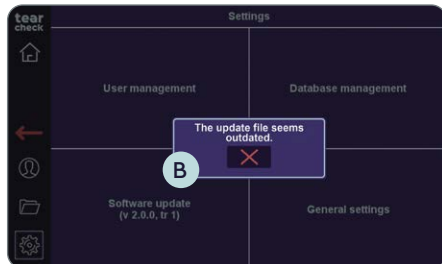 tear
check
Settings
User management
Database management
The update file seems
outdated.
B
Software update
(v 2.0.0, tr 1)
General settings